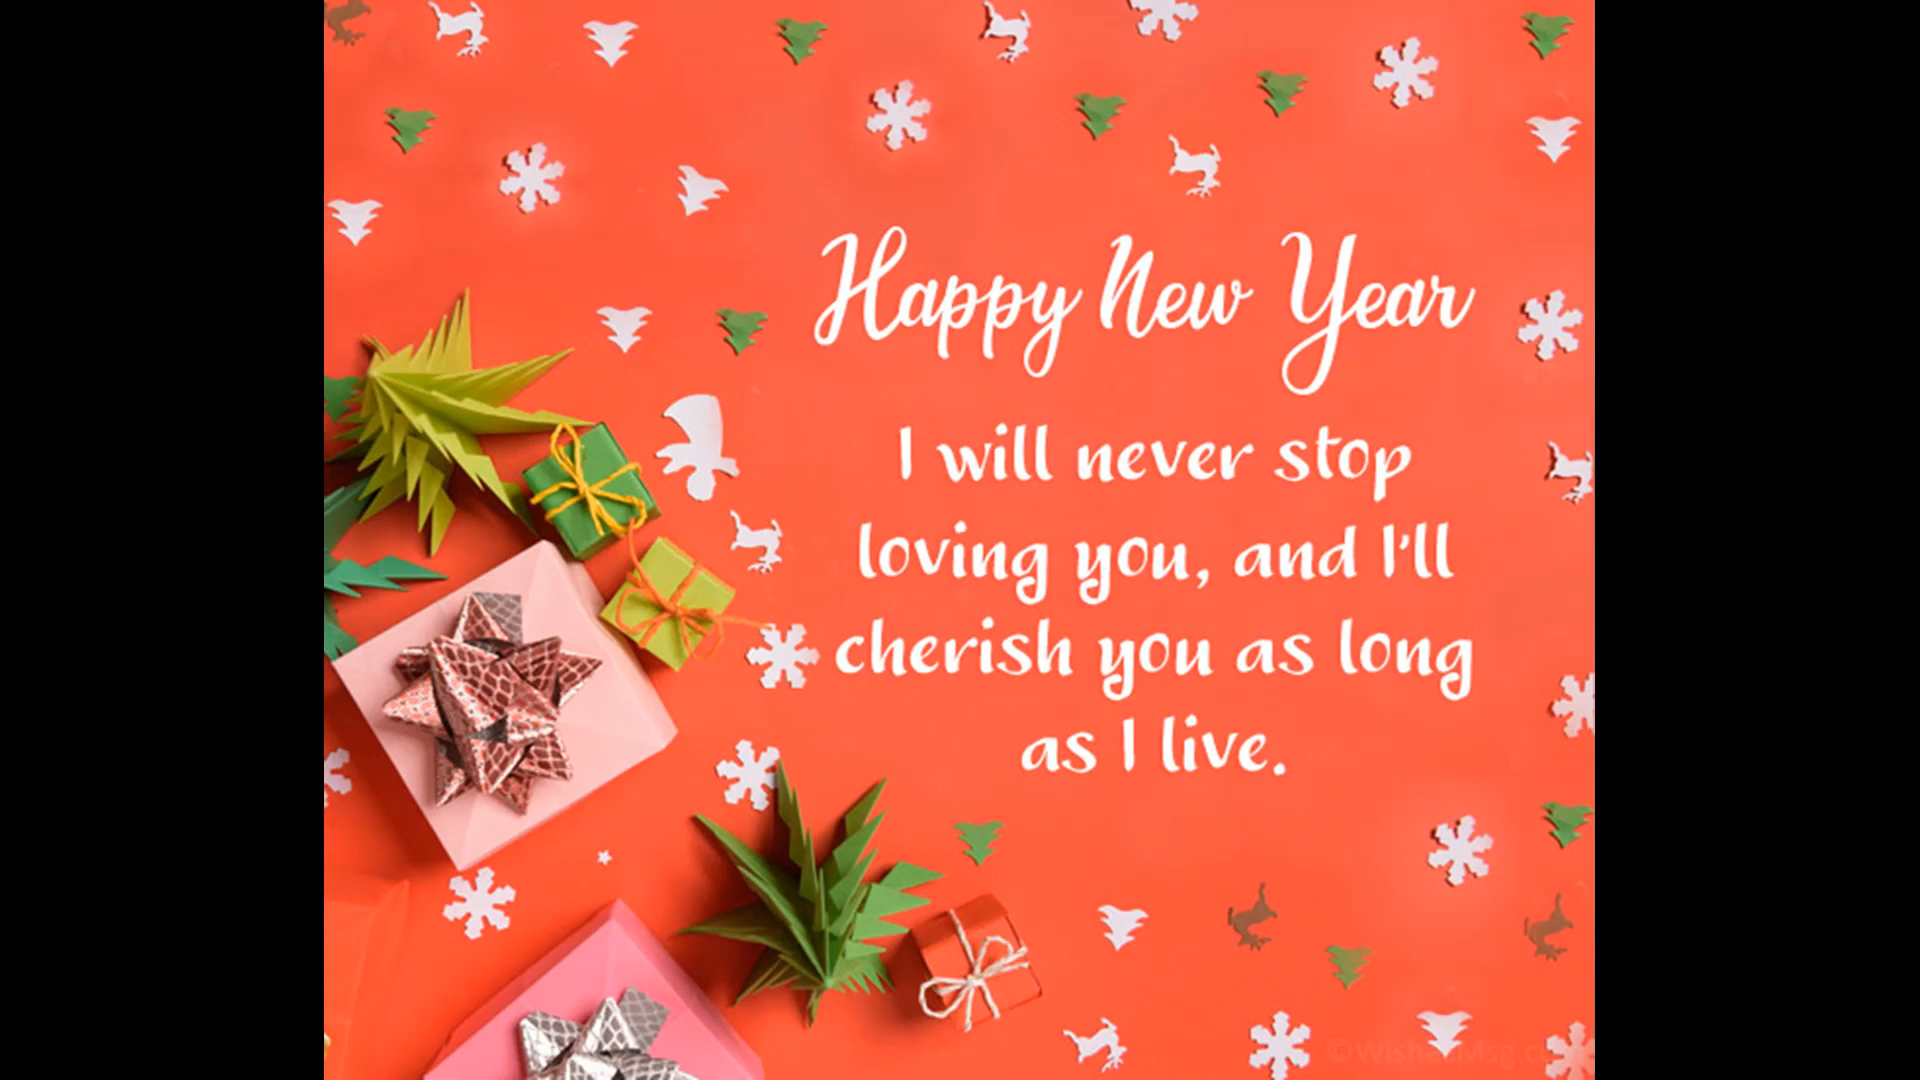 Happy New Year
I will never stop
loving you, and I'll
cherish you as long
as I live.